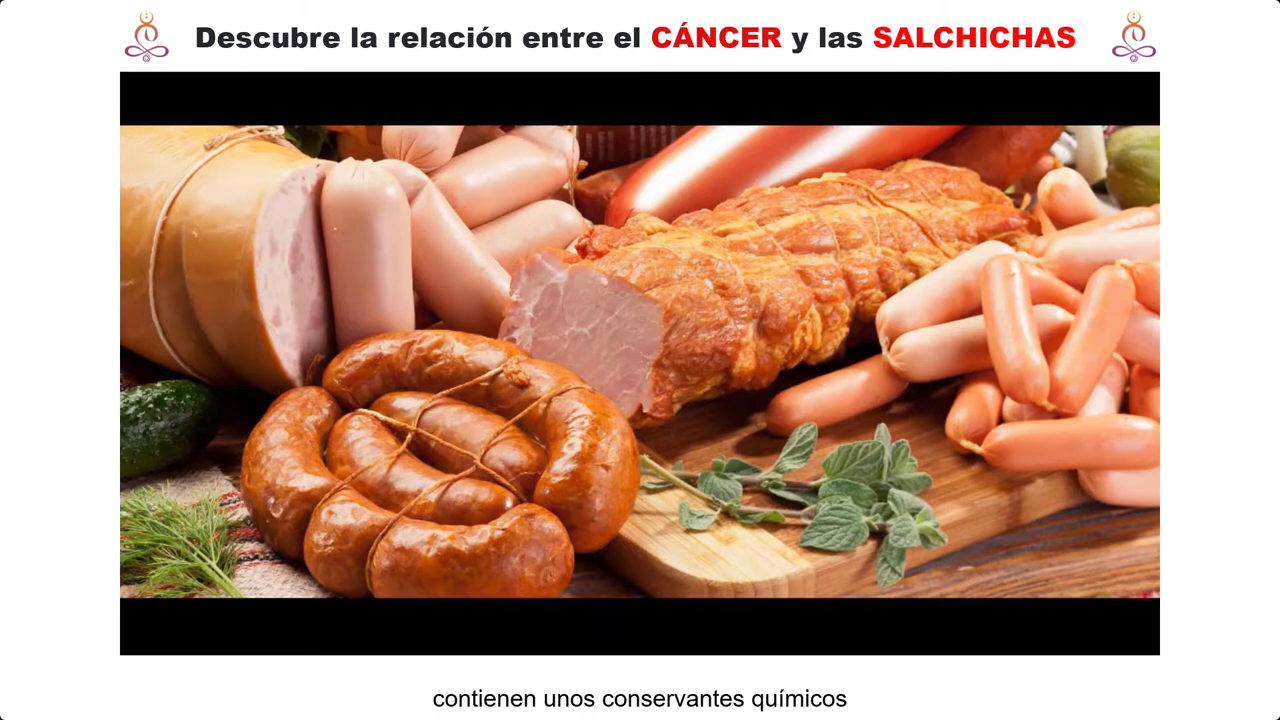 Descubre la relación entre el CÁNCER y las SALCHICHAS
contienen unos conservantes químicos